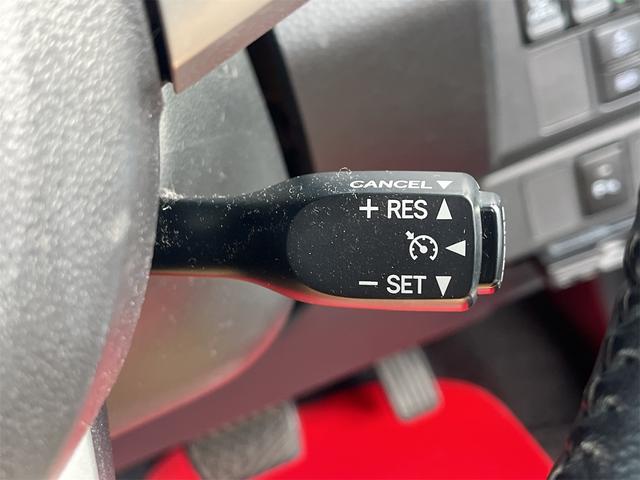 CANCEL▼
+ RES ▲
◀
− SET ▼